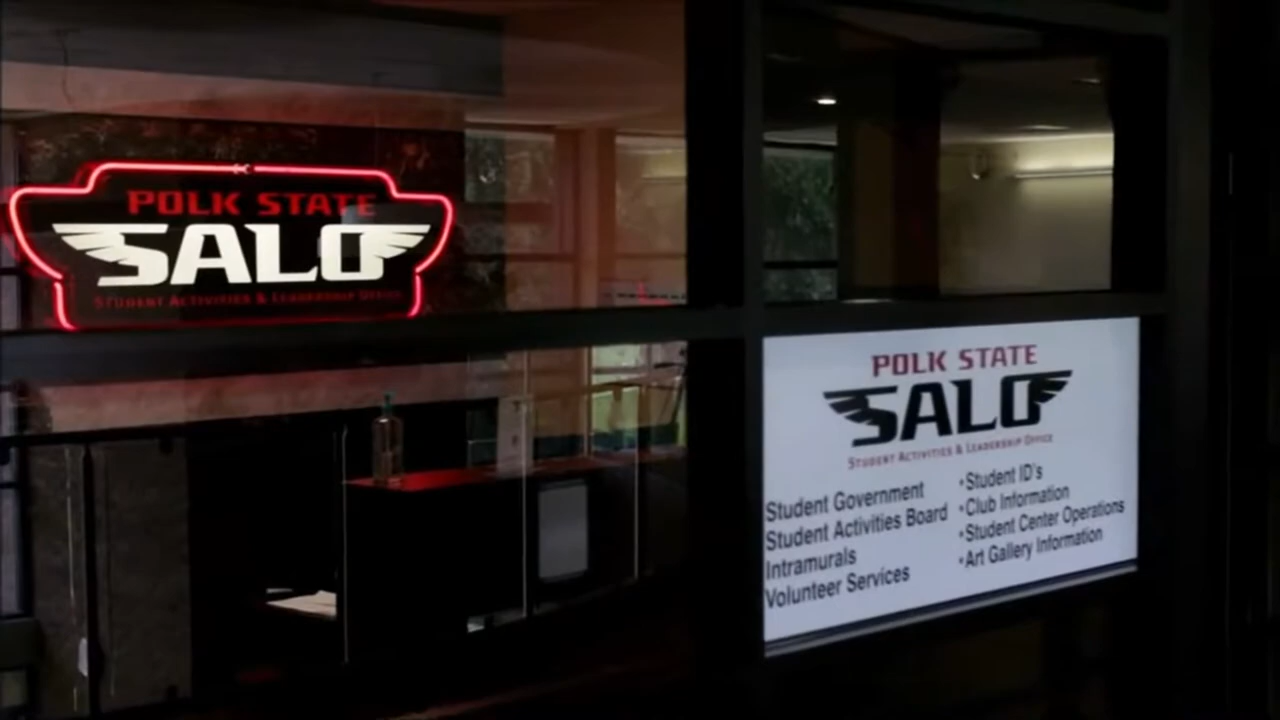 POLK STATE
SALO
STUDENT ACTIVITIES & LEADERSHIP OFFICE
POLK STATE
SALO
STUDENT ACTIVITIES & LEADERSHIP OFFICE
Student Government
Student Activities Board
Intramurals
Volunteer Services
•Student ID's
•Club Information
•Student Center Operations
•Art Gallery Information